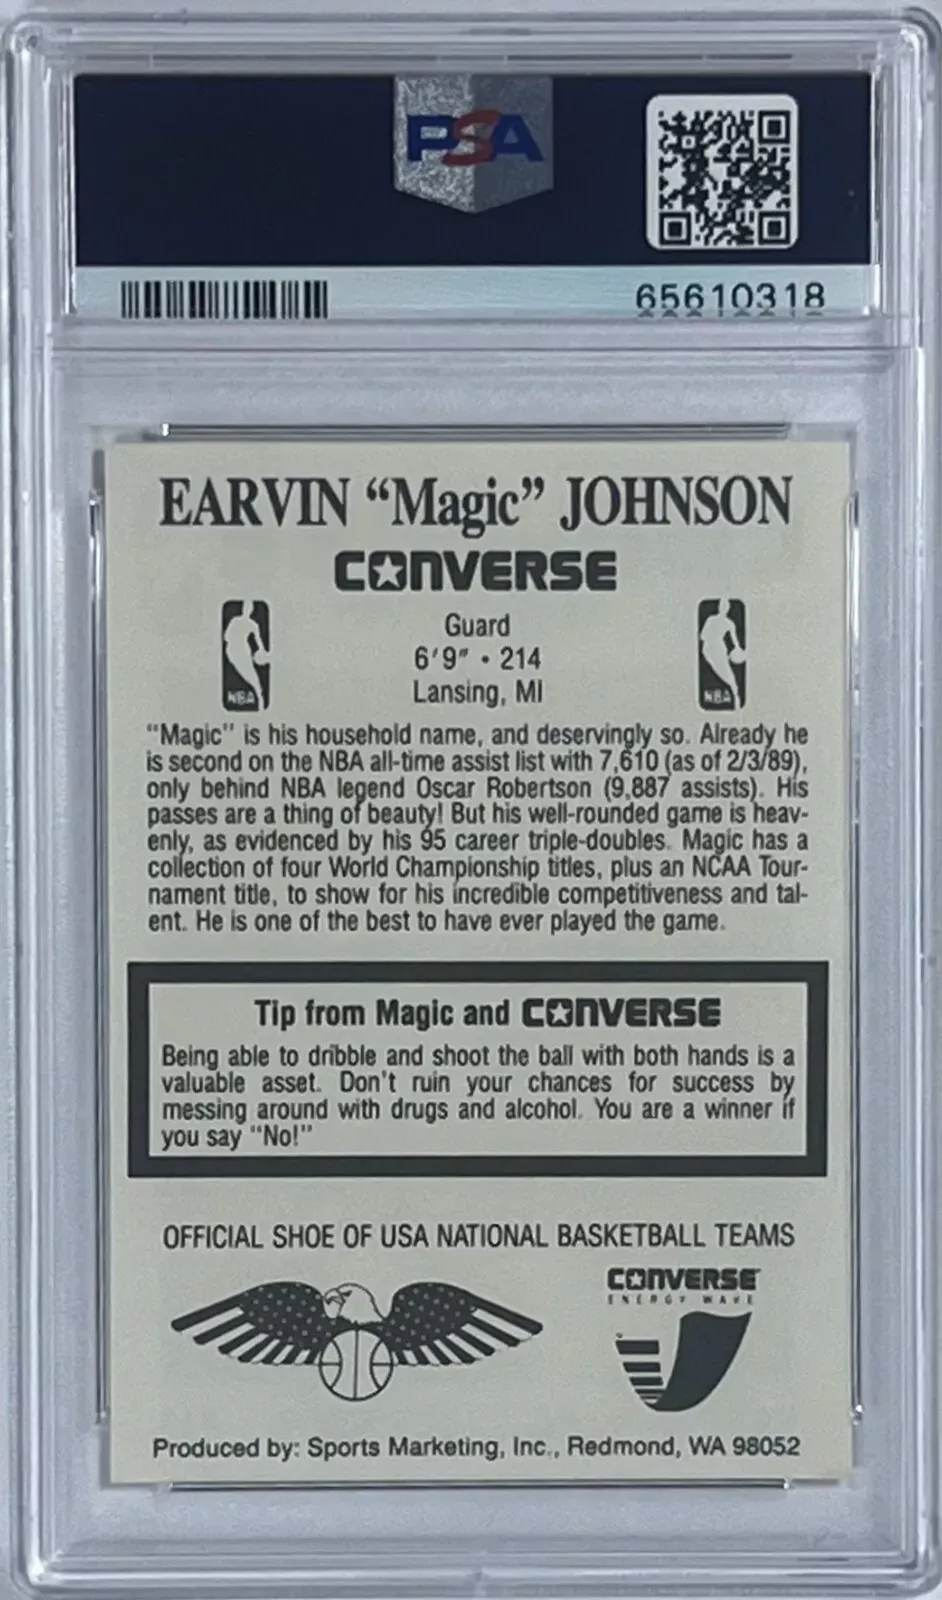 PSA
65610318
EARVIN “Magic” JOHNSON
CONVERSE
Guard
6'9" • 214
Lansing, MI
NBA
NBA
"Magic" is his household name, and deservingly so. Already he
is second on the NBA all-time assist list with 7,610 (as of 2/3/89),
only behind NBA legend Oscar Robertson (9,887 assists). His
passes are a thing of beauty! But his well-rounded game is heav-
enly, as evidenced by his 95 career triple-doubles. Magic has a
collection of four World Championship titles, plus an NCAA Tour-
nament title, to show for his incredible competitiveness and tal-
ent. He is one of the best to have ever played the game.
Tip from Magic and CONVERSE
Being able to dribble and shoot the ball with both hands is a
valuable asset. Don't ruin your chances for success by
messing around with drugs and alcohol. You are a winner if
you say "No!"
OFFICIAL SHOE OF USA NATIONAL BASKETBALL TEAMS
CONVERSE
ENERGY WAVE
Produced by: Sports Marketing, Inc., Redmond, WA 98052